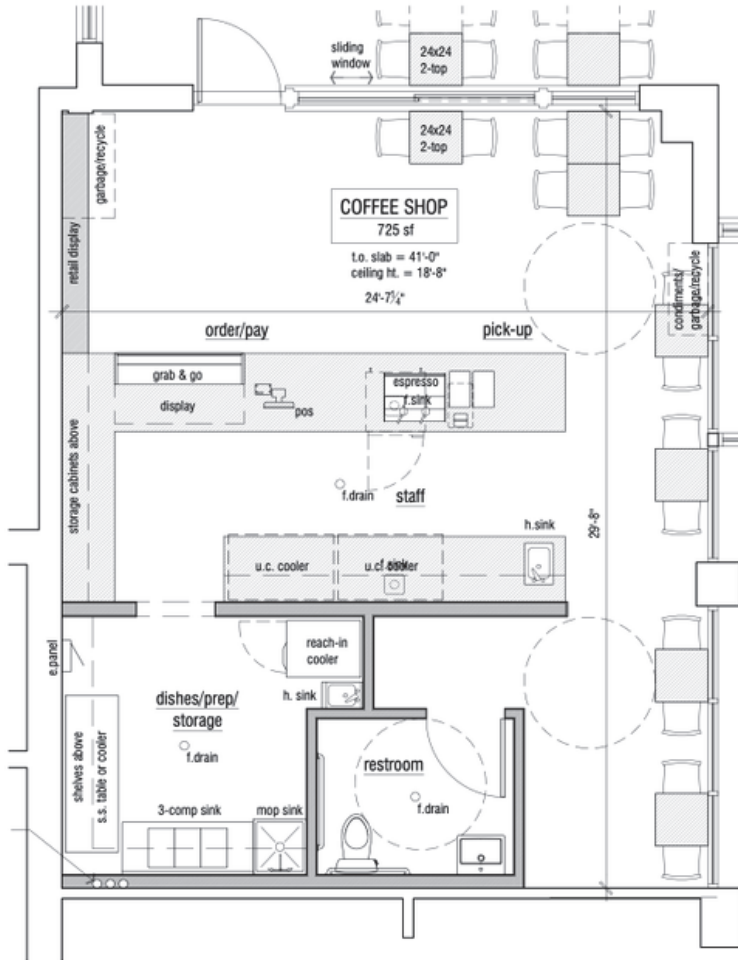 sliding
window
24x24
2-top
24x24
2-top
garbage/recycle
retail display
COFFEE SHOP
725 sf
t.o. slab = 41'-0"
ceiling ht. = 18'-8"
24'-7¼"
condiments/
garbage/recycle
order/pay
pick-up
grab & go
display
pos
espresso
f.sink
storage cabinets above
f.drain
staff
h.sink
29'-8"
u.c. cooler
u.c. cooler
f.sink
e.panel
reach-in
cooler
h. sink
dishes/prep/
storage
f.drain
shelves above
s.s. table or cooler
3-comp sink
mop sink
restroom
f.drain